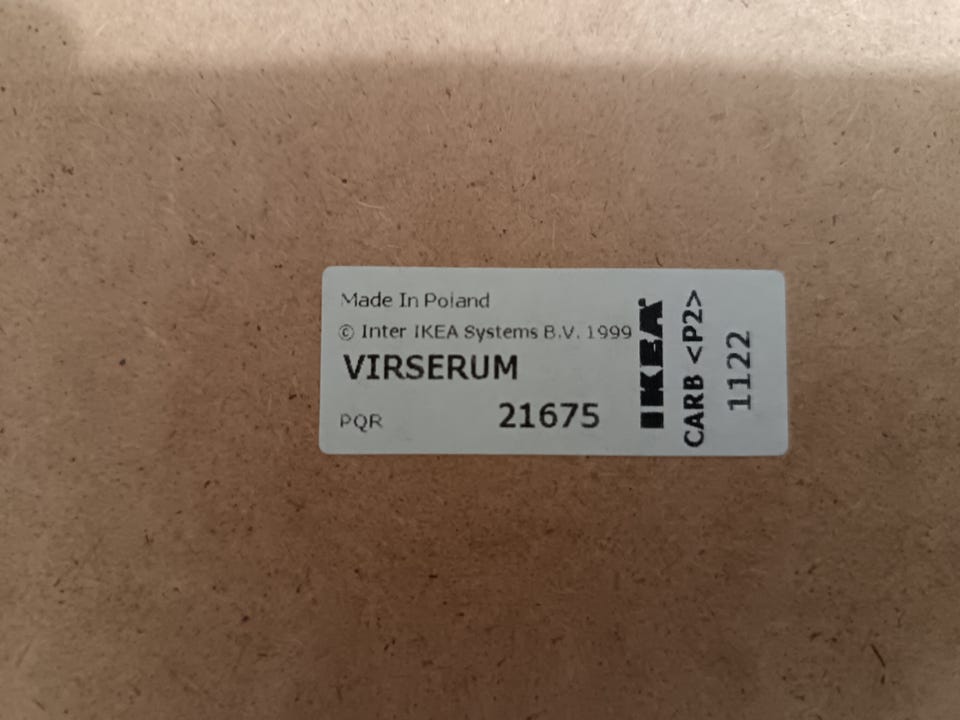 Made In Poland
© Inter IKEA Systems B.V. 1999
VIRSERUM
PQR 21675
IKEA
CARB <P2>
1122